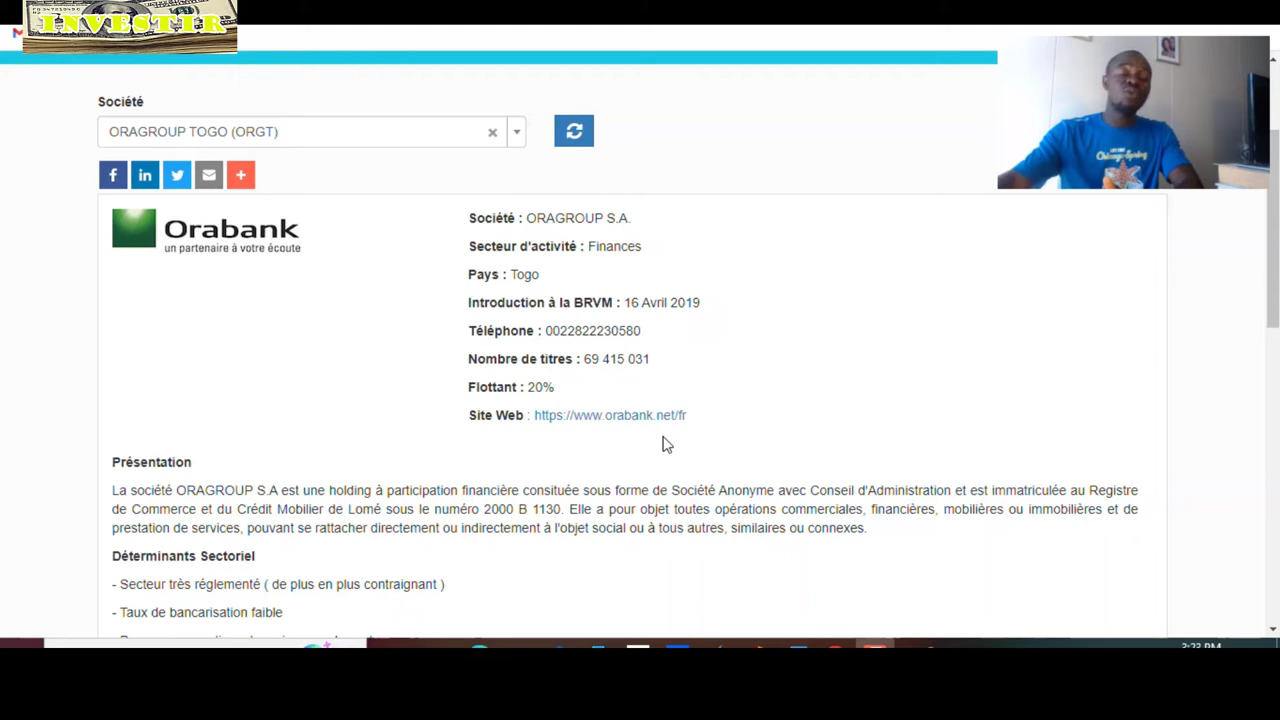 INVESTIR
Société
ORAGROUP TOGO (ORGT)
Orabank
un partenaire à votre écoute
Société : ORAGROUP S.A.
Secteur d'activité : Finances
Pays : Togo
Introduction à la BRVM : 16 Avril 2019
Téléphone : 0022822230580
Nombre de titres : 69 415 031
Flottant : 20%
Site Web : https://www.orabank.net/fr
Présentation
La société ORAGROUP S.A est une holding à participation financière consituée sous forme de Société Anonyme avec Conseil d'Administration et est immatriculée au Registre
de Commerce et du Crédit Mobilier de Lomé sous le numéro 2000 B 1130. Elle a pour objet toutes opérations commerciales, financières, mobilières ou immobilières et de
prestation de services, pouvant se rattacher directement ou indirectement à l'objet social ou à tous autres, similaires ou connexes.
Déterminants Sectoriel
- Secteur très réglementé ( de plus en plus contraignant )
- Taux de bancarisation faible
3:23 PM